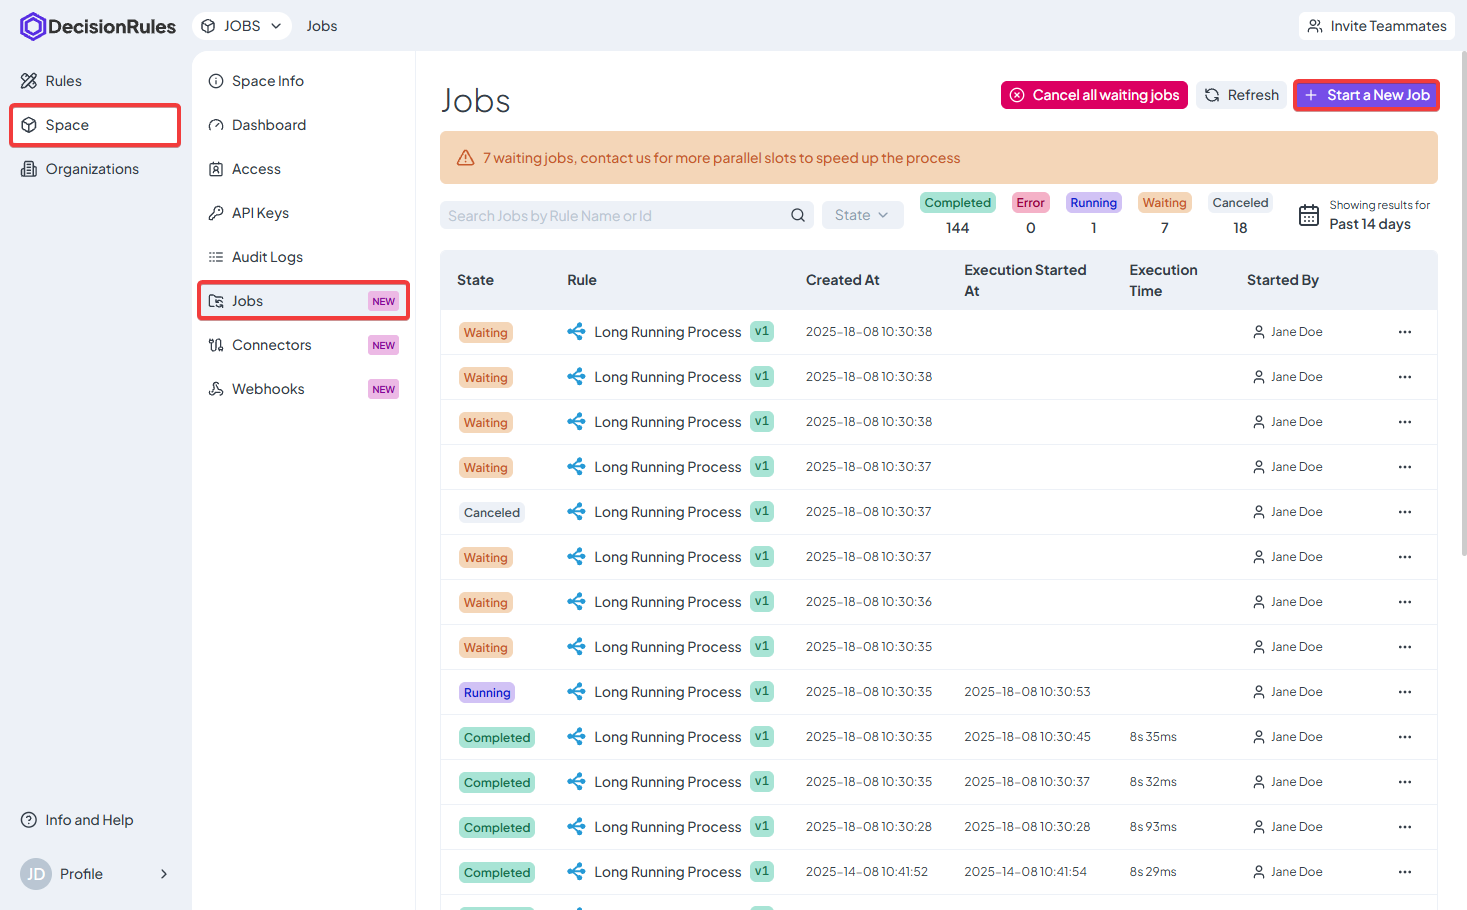 DecisionRules
JOBS
Jobs
Invite Teammates
Rules
Space
Organizations
Info and Help
JD Profile
Space Info
Dashboard
Access
API Keys
Audit Logs
Jobs NEW
Connectors NEW
Webhooks NEW
Jobs
Cancel all waiting jobs
Refresh
Start a New Job
7 waiting jobs, contact us for more parallel slots to speed up the process
Search Jobs by Rule Name or Id
State
Completed Error Running Waiting Canceled
144 0 1 7 18
Showing results for
Past 14 days
State Rule Created At Execution Started At Execution Time Started By
Waiting Long Running Process v1 2025-18-08 10:30:38 Jane Doe
Waiting Long Running Process v1 2025-18-08 10:30:38 Jane Doe
Waiting Long Running Process v1 2025-18-08 10:30:38 Jane Doe
Waiting Long Running Process v1 2025-18-08 10:30:37 Jane Doe
Canceled Long Running Process v1 2025-18-08 10:30:37 Jane Doe
Waiting Long Running Process v1 2025-18-08 10:30:37 Jane Doe
Waiting Long Running Process v1 2025-18-08 10:30:36 Jane Doe
Waiting Long Running Process v1 2025-18-08 10:30:35 Jane Doe
Running Long Running Process v1 2025-18-08 10:30:35 2025-18-08 10:30:53 Jane Doe
Completed Long Running Process v1 2025-18-08 10:30:35 2025-18-08 10:30:45 8s 35ms Jane Doe
Completed Long Running Process v1 2025-18-08 10:30:35 2025-18-08 10:30:37 8s 32ms Jane Doe
Completed Long Running Process v1 2025-18-08 10:30:28 2025-18-08 10:30:28 8s 93ms Jane Doe
Completed Long Running Process v1 2025-14-08 10:41:52 2025-14-08 10:41:54 8s 29ms Jane Doe